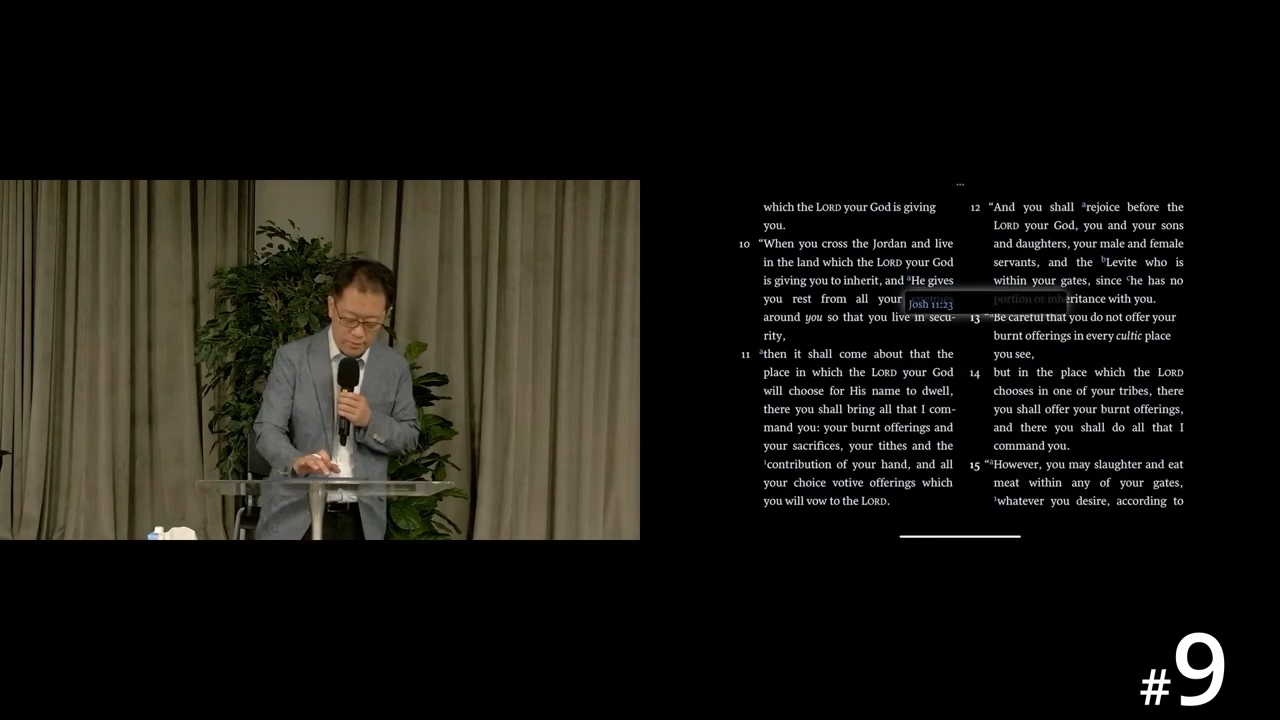 ...
which the LORD your God is giving
you.
10 “When you cross the Jordan and live
in the land which the LORD your God
is giving you to inherit, and aHe gives
you rest from all your enemies
around you so that you live in secu-
rity,
11 athen it shall come about that the
place in which the LORD your God
will choose for His name to dwell,
there you shall bring all that I com-
mand you: your burnt offerings and
your sacrifices, your tithes and the
1contribution of your hand, and all
your choice votive offerings which
you will vow to the LORD.
Josh 11:23
12 “And you shall arejoice before the
LORD your God, you and your sons
and daughters, your male and female
servants, and the bLevite who is
within your gates, since che has no
portion or inheritance with you.
13 “aBe careful that you do not offer your
burnt offerings in every cultic place
you see,
14 but in the place which the LORD
chooses in one of your tribes, there
you shall offer your burnt offerings,
and there you shall do all that I
command you.
15 “aHowever, you may slaughter and eat
meat within any of your gates,
1whatever you desire, according to
#9